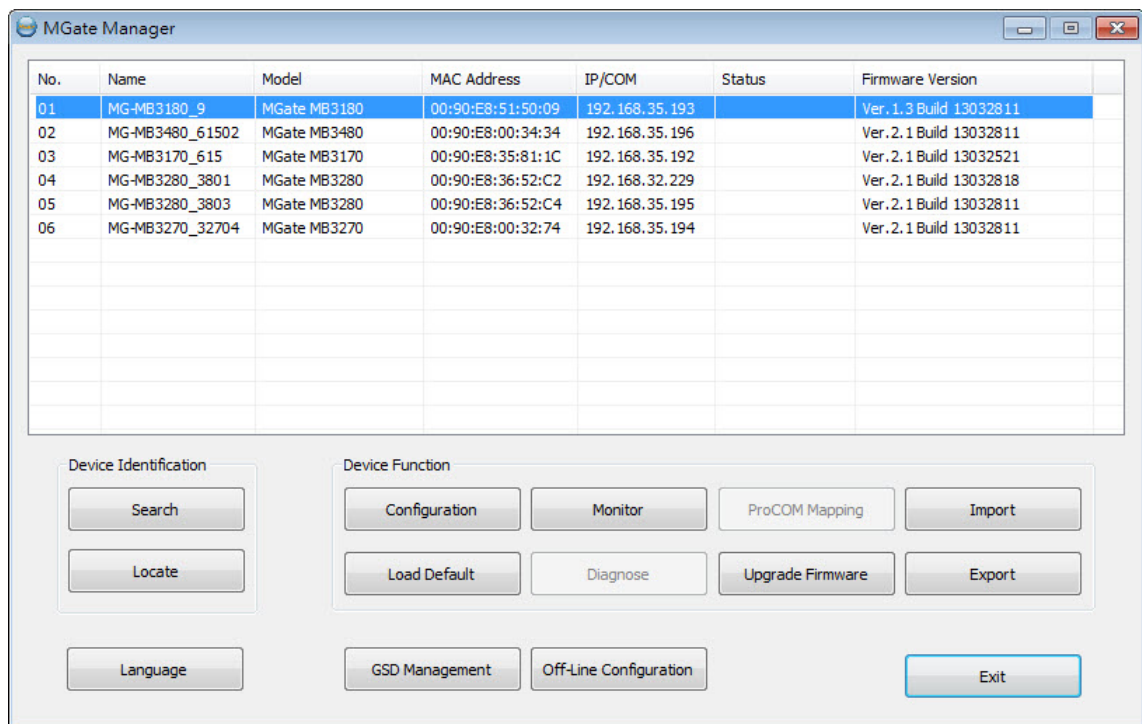 MGate Manager
No. Name Model MAC Address IP/COM Status Firmware Version
01 MG-MB3180_9 MGate MB3180 00:90:E8:51:50:09 192.168.35.193 Ver.1.3 Build 13032811
02 MG-MB3480_61502 MGate MB3480 00:90:E8:00:34:34 192.168.35.196 Ver.2.1 Build 13032811
03 MG-MB3170_615 MGate MB3170 00:90:E8:35:81:1C 192.168.35.192 Ver.2.1 Build 13032521
04 MG-MB3280_3801 MGate MB3280 00:90:E8:36:52:C2 192.168.32.229 Ver.2.1 Build 13032818
05 MG-MB3280_3803 MGate MB3280 00:90:E8:36:52:C4 192.168.35.195 Ver.2.1 Build 13032811
06 MG-MB3270_32704 MGate MB3270 00:90:E8:00:32:74 192.168.35.194 Ver.2.1 Build 13032811
Device Identification Device Function
Search Configuration Monitor ProCOM Mapping Import
Locate Load Default Diagnose Upgrade Firmware Export
Language GSD Management Off-Line Configuration Exit